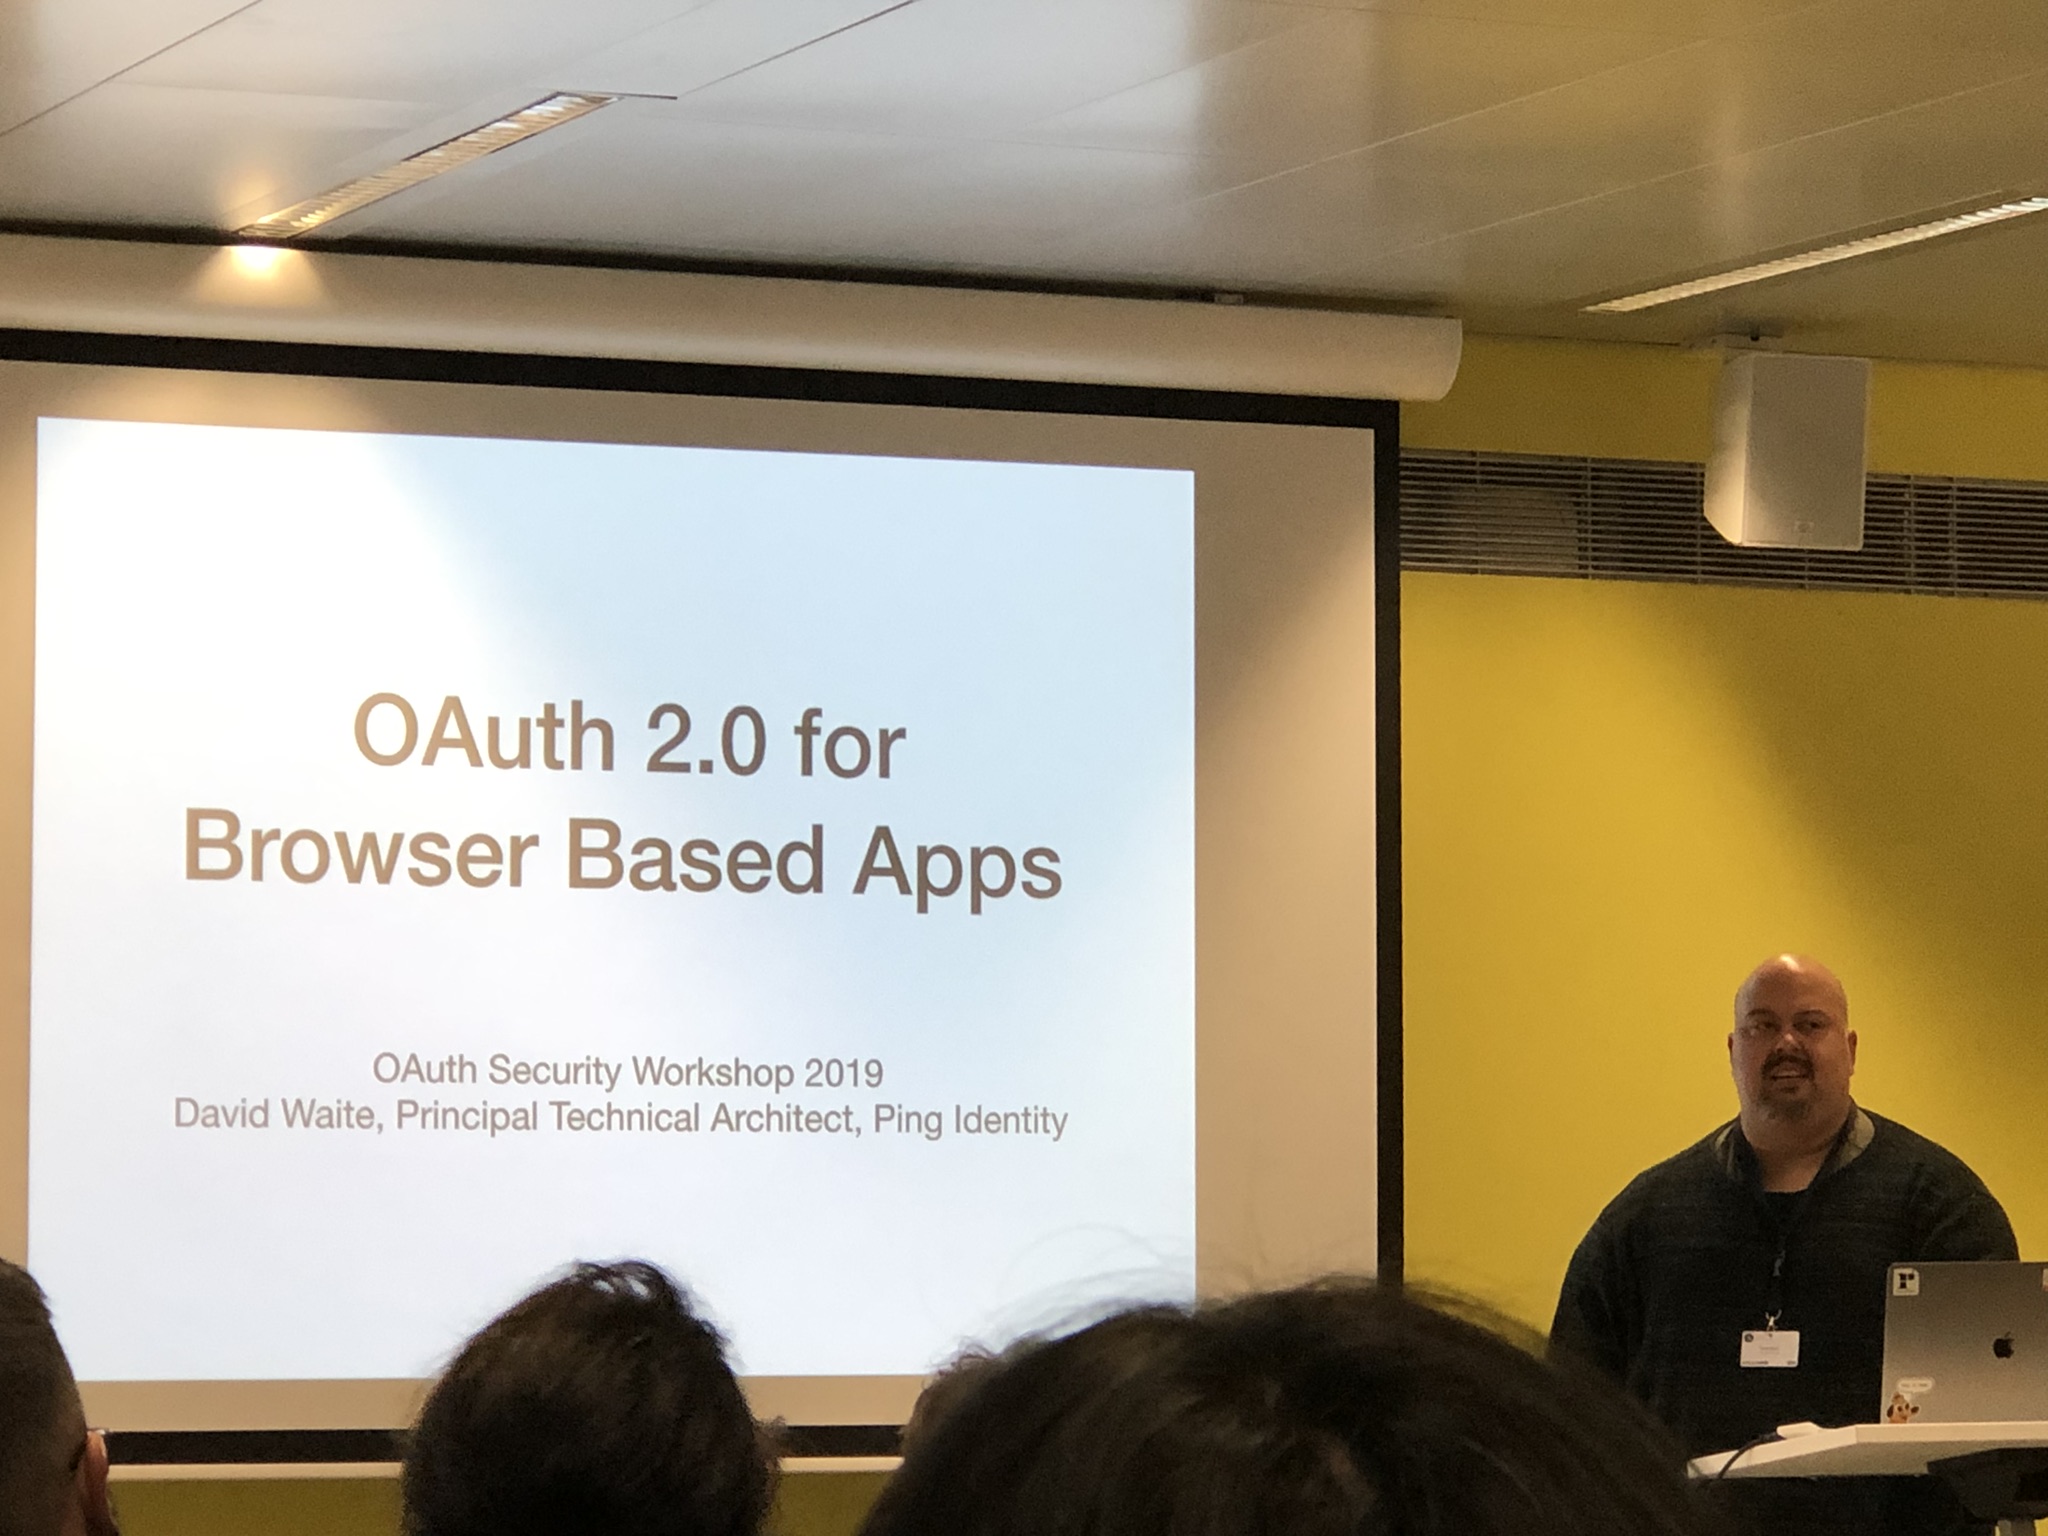 OAuth 2.0 for
Browser Based Apps
OAuth Security Workshop 2019
David Waite, Principal Technical Architect, Ping Identity
r